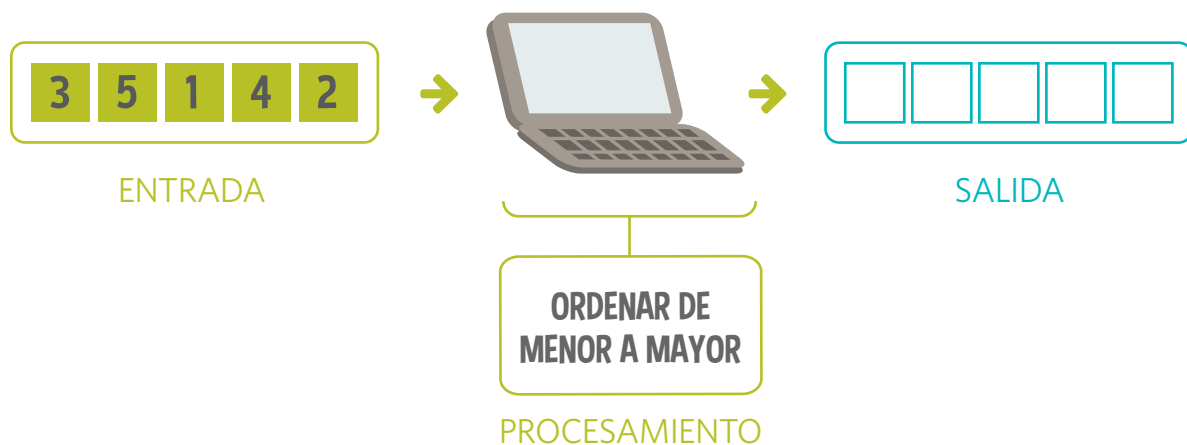 3 5 1 4 2
ENTRADA
SALIDA
ORDENAR DE
MENOR A MAYOR
PROCESAMIENTO